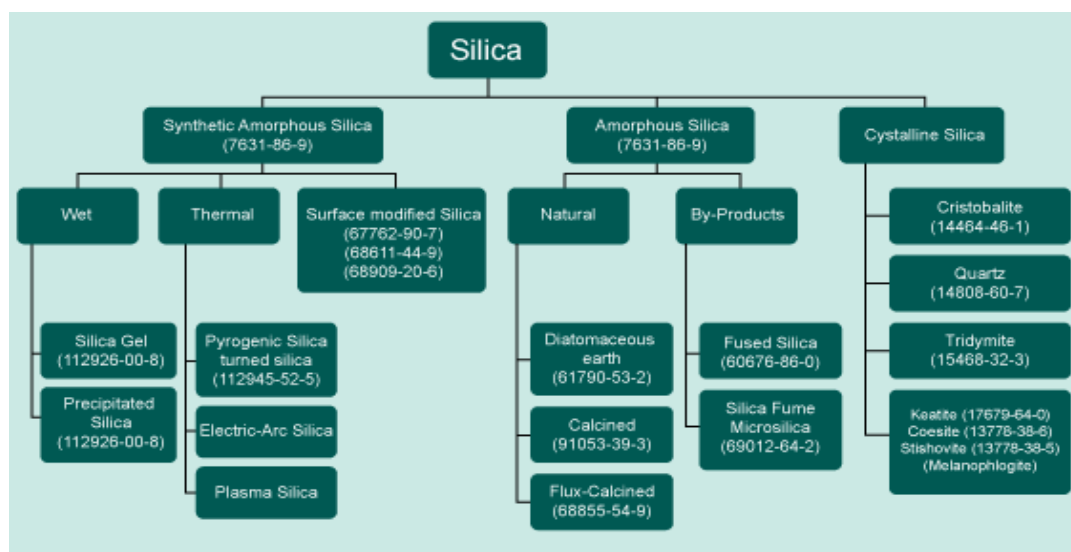 Silica
Synthetic Amorphous Silica
(7631-86-9)
Amorphous Silica
(7631-86-9)
Cystalline Silica
Wet
Thermal
Surface modified Silica
(67762-90-7)
(68611-44-9)
(68909-20-6)
Natural
By-Products
Cristobalite
(14464-46-1)
Quartz
(14808-60-7)
Silica Gel
(112926-00-8)
Pyrogenic Silica
turned silica
(112945-52-5)
Diatomaceous
earth
(61790-53-2)
Fused Silica
(60676-86-0)
Tridymite
(15468-32-3)
Precipitated
Silica
(112926-00-8)
Electric-Arc Silica
Calcined
(91053-39-3)
Silica Fume
Microsilica
(69012-64-2)
Keatite (17679-64-0)
Coesite (13778-38-6)
Stishovite (13778-38-5)
(Melanophlogite)
Plasma Silica
Flux-Calcined
(68855-54-9)